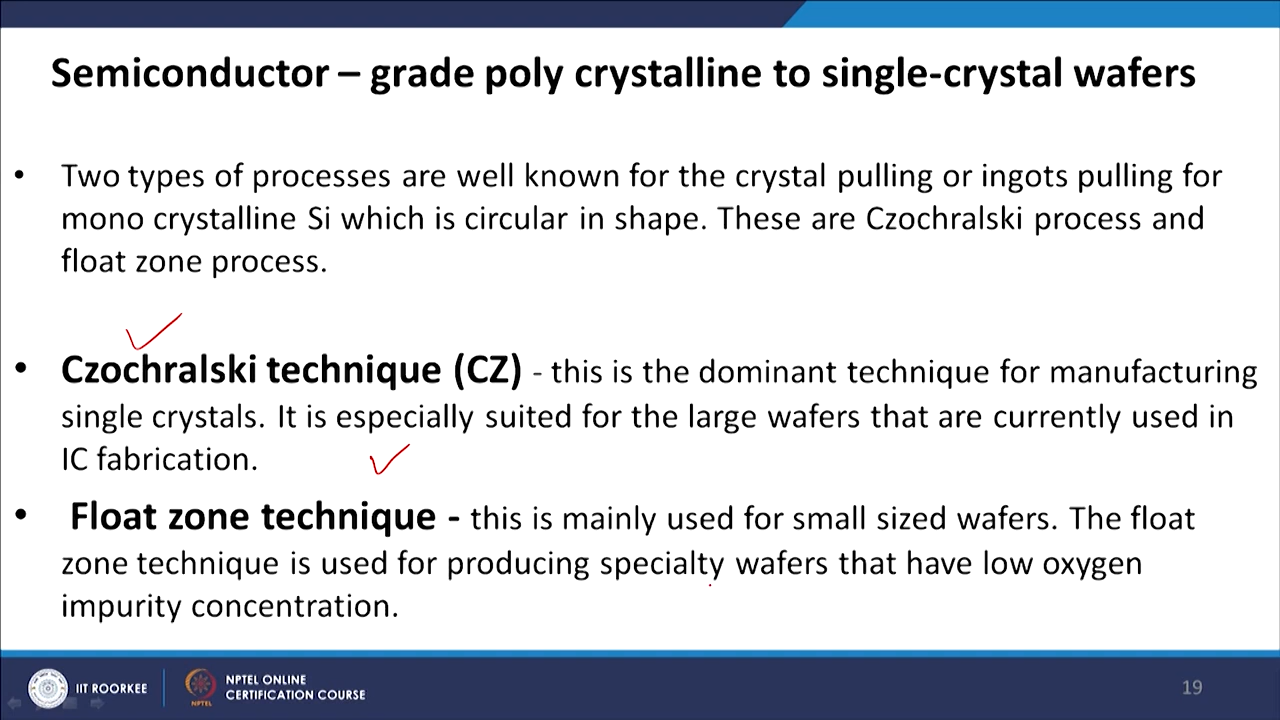 Semiconductor – grade poly crystalline to single-crystal wafers
• Two types of processes are well known for the crystal pulling or ingots pulling for
mono crystalline Si which is circular in shape. These are Czochralski process and
float zone process.
• Czochralski technique (CZ) - this is the dominant technique for manufacturing
single crystals. It is especially suited for the large wafers that are currently used in
IC fabrication.
• Float zone technique - this is mainly used for small sized wafers. The float
zone technique is used for producing specialty wafers that have low oxygen
impurity concentration.
IIT ROORKEE
NPTEL
NPTEL ONLINE
CERTIFICATION COURSE
19